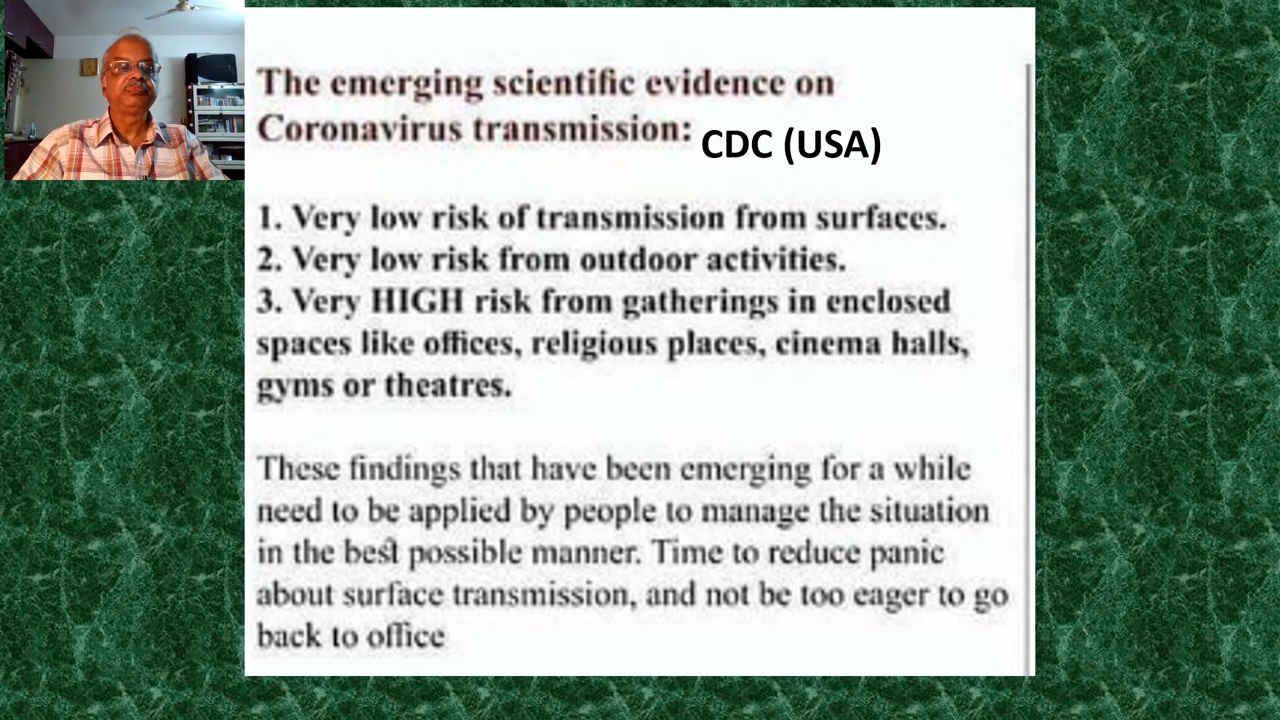 The emerging scientific evidence on
Coronavirus transmission: CDC (USA)
1. Very low risk of transmission from surfaces.
2. Very low risk from outdoor activities.
3. Very HIGH risk from gatherings in enclosed
spaces like offices, religious places, cinema halls,
gyms or theatres.
These findings that have been emerging for a while
need to be applied by people to manage the situation
in the best possible manner. Time to reduce panic
about surface transmission, and not be too eager to go
back to office